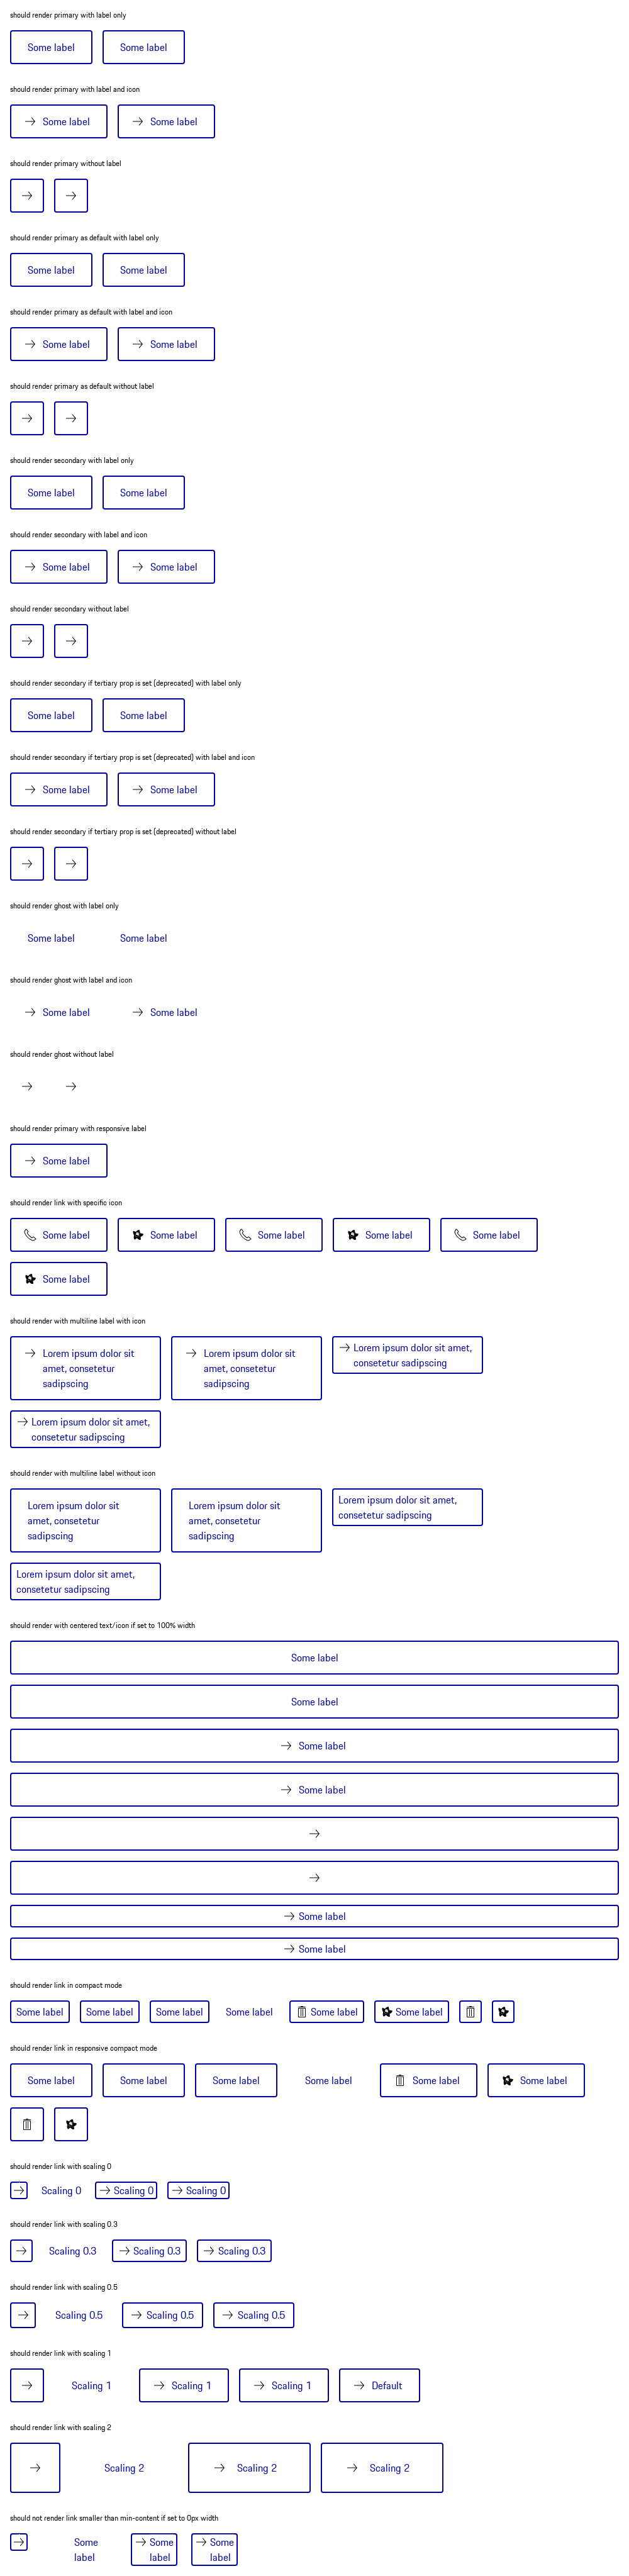 should render primary with label only
Some label Some label
should render primary with label and icon
Some label Some label
should render primary without label
should render primary as default with label only
Some label Some label
should render primary as default with label and icon
Some label Some label
should render primary as default without label
should render secondary with label only
Some label Some label
should render secondary with label and icon
Some label Some label
should render secondary without label
should render secondary if tertiary prop is set (deprecated) with label only
Some label Some label
should render secondary if tertiary prop is set (deprecated) with label and icon
Some label Some label
should render secondary if tertiary prop is set (deprecated) without label
should render ghost with label only
Some label Some label
should render ghost with label and icon
Some label Some label
should render ghost without label
should render primary with responsive label
Some label
should render link with specific icon
Some label Some label Some label Some label Some label
Some label
should render with multiline label with icon
Lorem ipsum dolor sit
amet, consetetur
sadipscing
Lorem ipsum dolor sit
amet, consetetur
sadipscing
Lorem ipsum dolor sit amet,
consetetur sadipscing
Lorem ipsum dolor sit amet,
consetetur sadipscing
should render with multiline label without icon
Lorem ipsum dolor sit
amet, consetetur
sadipscing
Lorem ipsum dolor sit
amet, consetetur
sadipscing
Lorem ipsum dolor sit amet,
consetetur sadipscing
Lorem ipsum dolor sit amet,
consetetur sadipscing
should render with centered text/icon if set to 100% width
Some label
Some label
Some label
Some label
Some label
Some label
should render link in compact mode
Some label Some label Some label Some label Some label Some label
should render link in responsive compact mode
Some label Some label Some label Some label Some label Some label
should render link with scaling 0
Scaling 0 Scaling 0 Scaling 0
should render link with scaling 0.3
Scaling 0.3 Scaling 0.3 Scaling 0.3
should render link with scaling 0.5
Scaling 0.5 Scaling 0.5 Scaling 0.5
should render link with scaling 1
Scaling 1 Scaling 1 Scaling 1 Default
should render link with scaling 2
Scaling 2 Scaling 2 Scaling 2
should not render link smaller than min-content if set to 0px width
Some
label
Some
label
Some
label